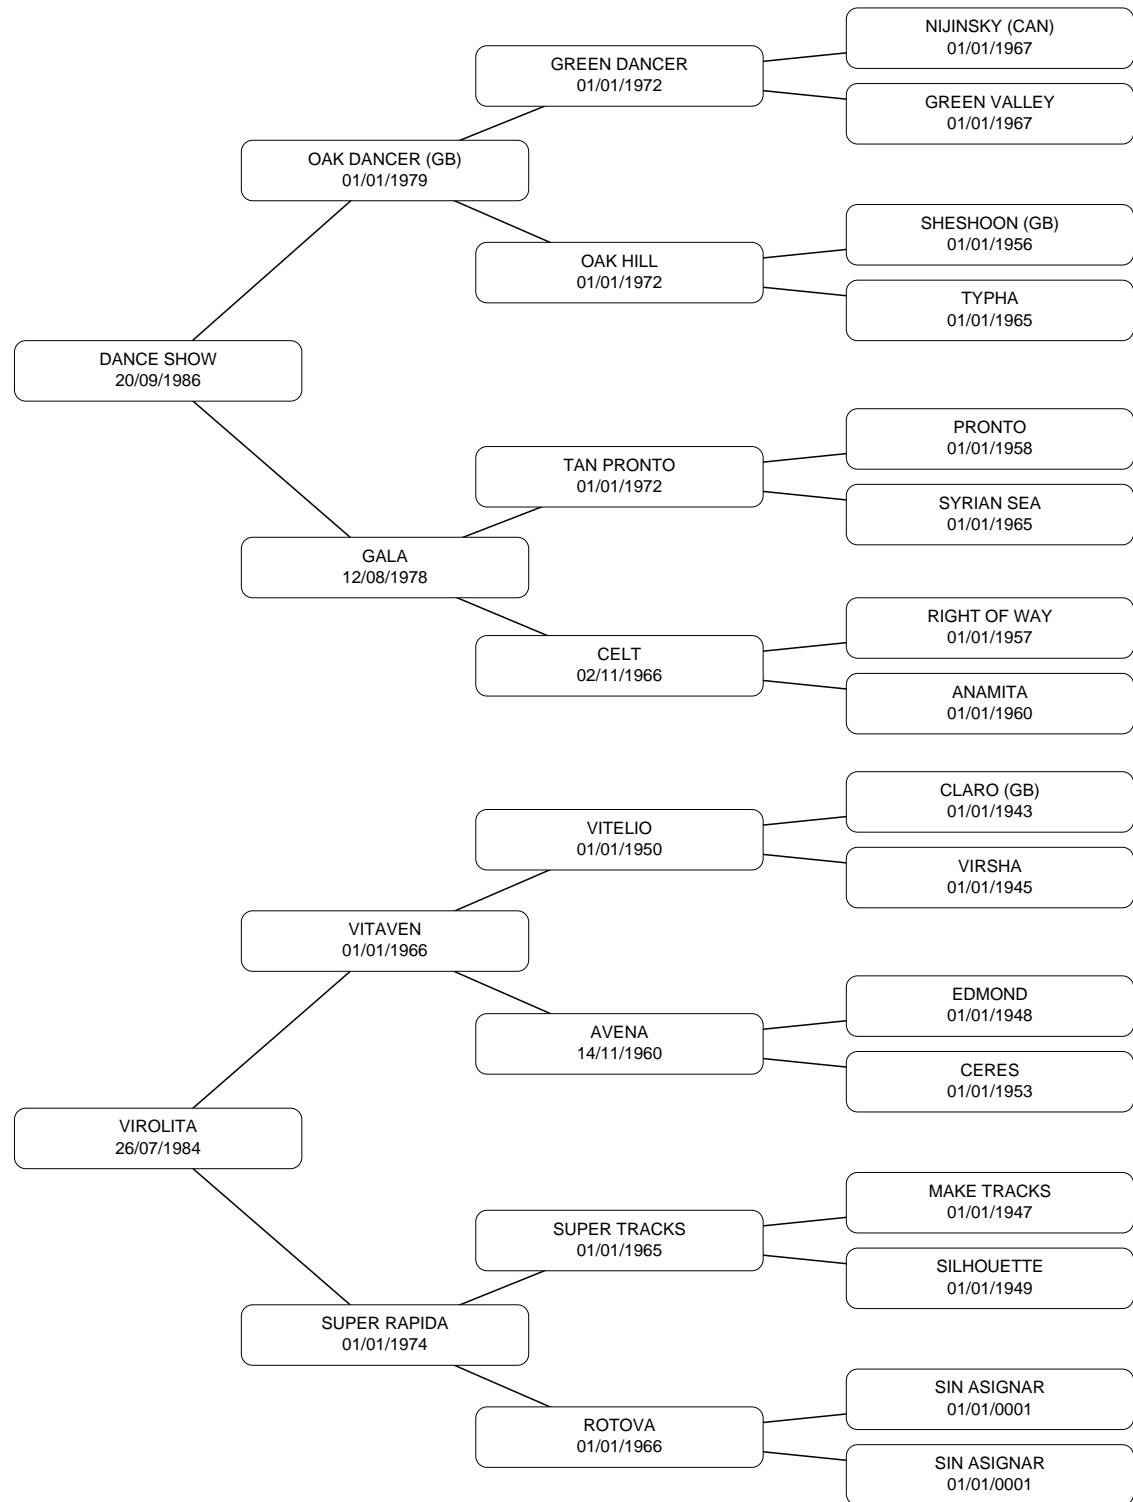 NIJINSKY (CAN)
01/01/1967
GREEN DANCER
01/01/1972
GREEN VALLEY
01/01/1967
OAK DANCER (GB)
01/01/1979
SHESHOON (GB)
01/01/1956
OAK HILL
01/01/1972
TYPHA
01/01/1965
DANCE SHOW
20/09/1986
PRONTO
01/01/1958
TAN PRONTO
01/01/1972
SYRIAN SEA
01/01/1965
GALA
12/08/1978
RIGHT OF WAY
01/01/1957
CELT
02/11/1966
ANAMITA
01/01/1960
CLARO (GB)
01/01/1943
VITELIO
01/01/1950
VIRSHA
01/01/1945
VITAVEN
01/01/1966
EDMOND
01/01/1948
AVENA
14/11/1960
CERES
01/01/1953
VIROLITA
26/07/1984
MAKE TRACKS
01/01/1947
SUPER TRACKS
01/01/1965
SILHOUETTE
01/01/1949
SUPER RAPIDA
01/01/1974
SIN ASIGNAR
01/01/0001
ROTOVA
01/01/1966
SIN ASIGNAR
01/01/0001